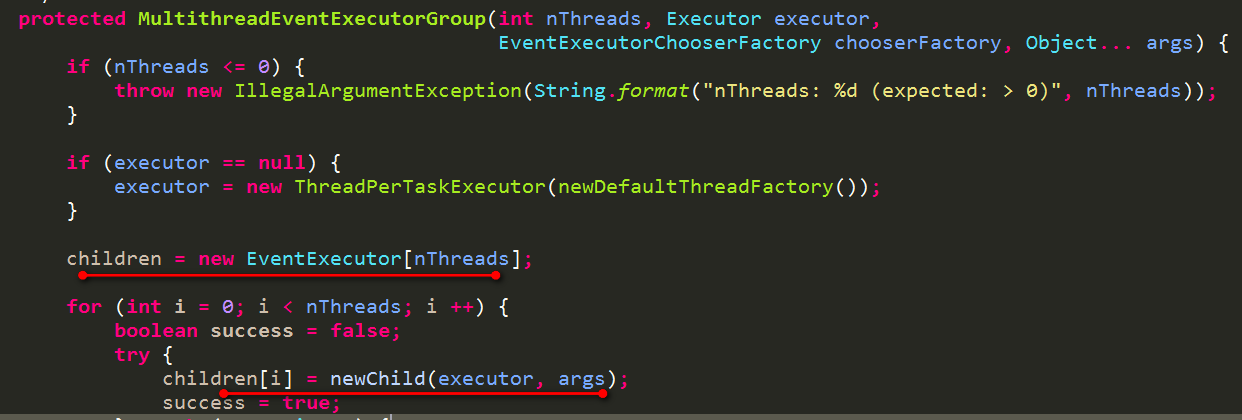 protected MultithreadEventExecutorGroup(int nThreads, Executor executor,
EventExecutorChooserFactory chooserFactory, Object... args) {
if (nThreads <= 0) {
throw new IllegalArgumentException(String.format("nThreads: %d (expected: > 0)", nThreads));
}
if (executor == null) {
executor = new ThreadPerTaskExecutor(newDefaultThreadFactory());
}
children = new EventExecutor[nThreads];
for (int i = 0; i < nThreads; i ++) {
boolean success = false;
try {
children[i] = newChild(executor, args);
success = true;